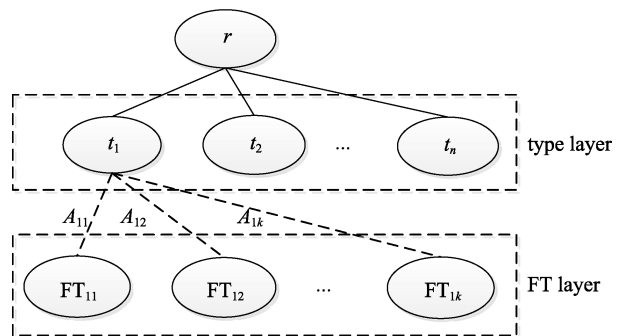 r
t₁ t₂ ... tₙ type layer
A₁₁ A₁₂ A₁ₖ
FT₁₁ FT₁₂ ... FT₁ₖ FT layer